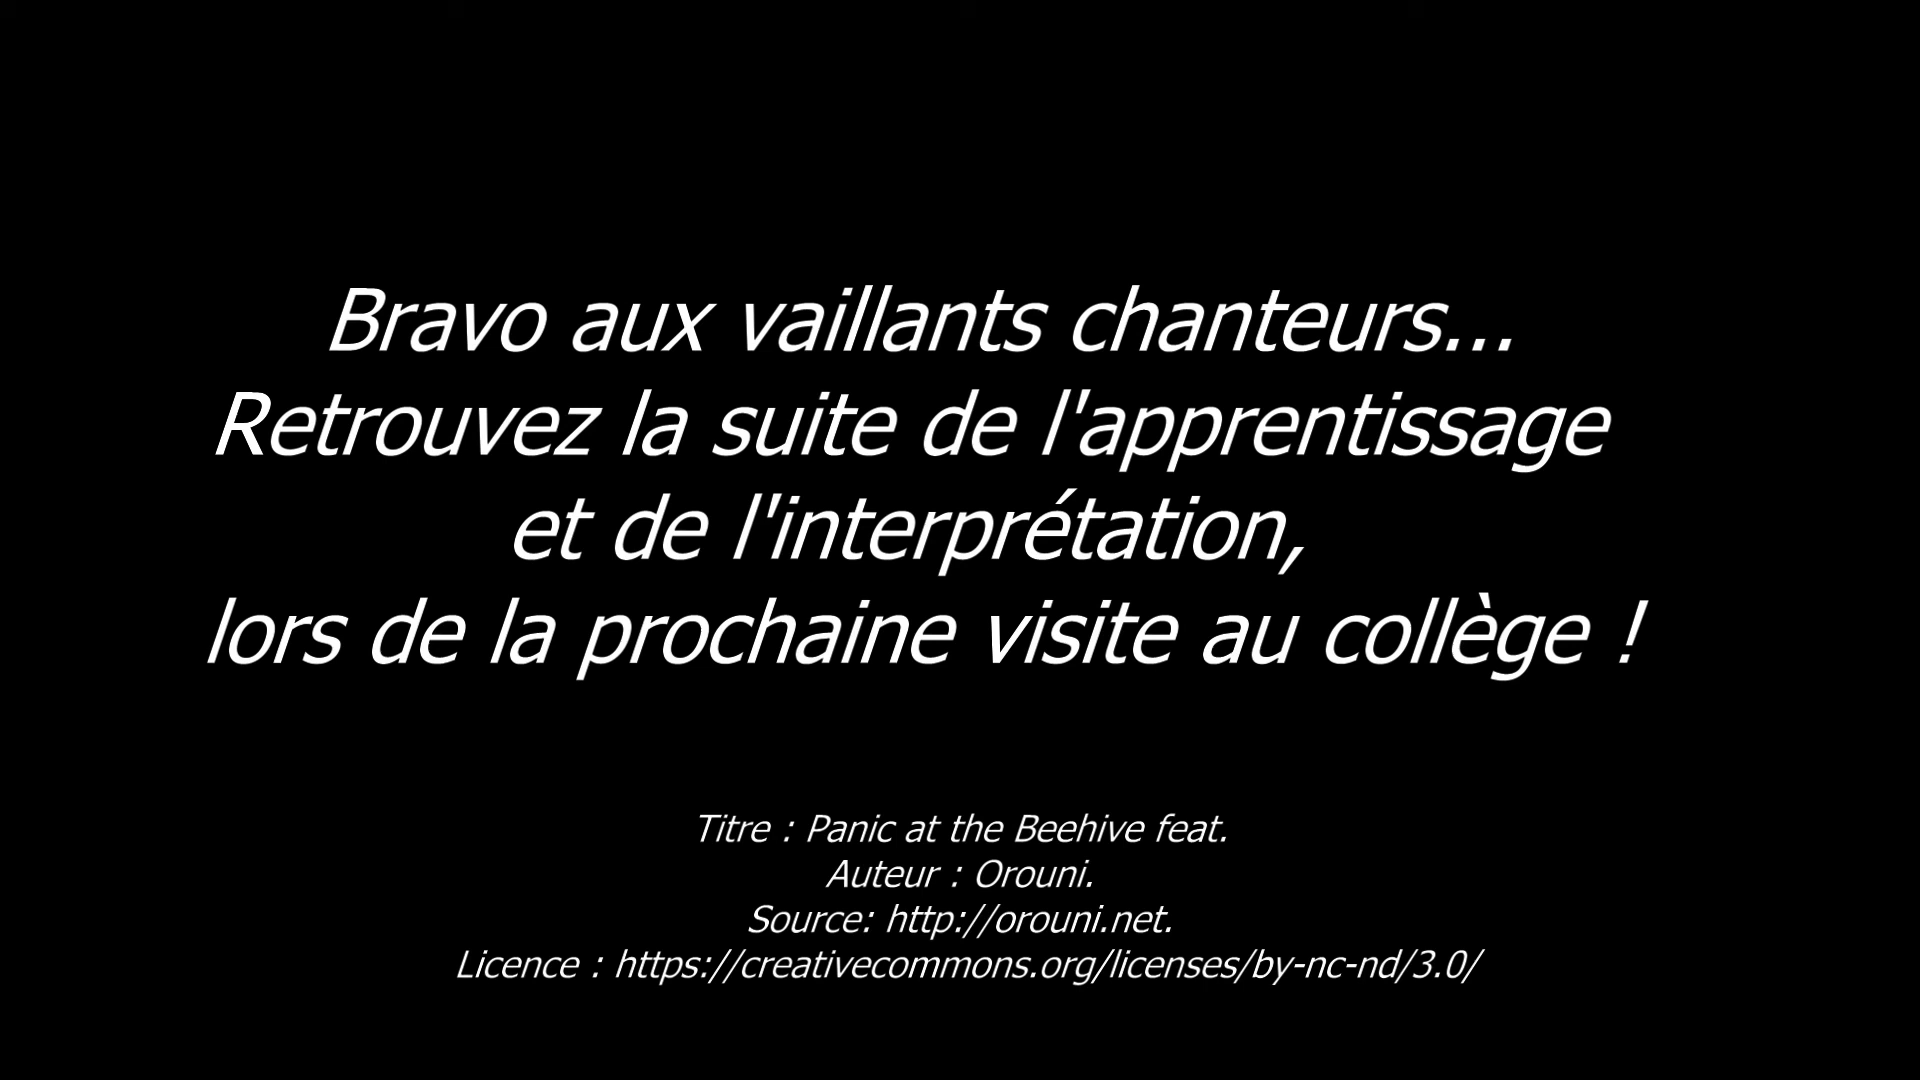 Bravo aux vaillants chanteurs...
Retrouvez la suite de l'apprentissage
et de l'interprétation,
lors de la prochaine visite au collège !
Titre : Panic at the Beehive feat.
Auteur : Orouni.
Source: http://orouni.net.
Licence : https://creativecommons.org/licenses/by-nc-nd/3.0/